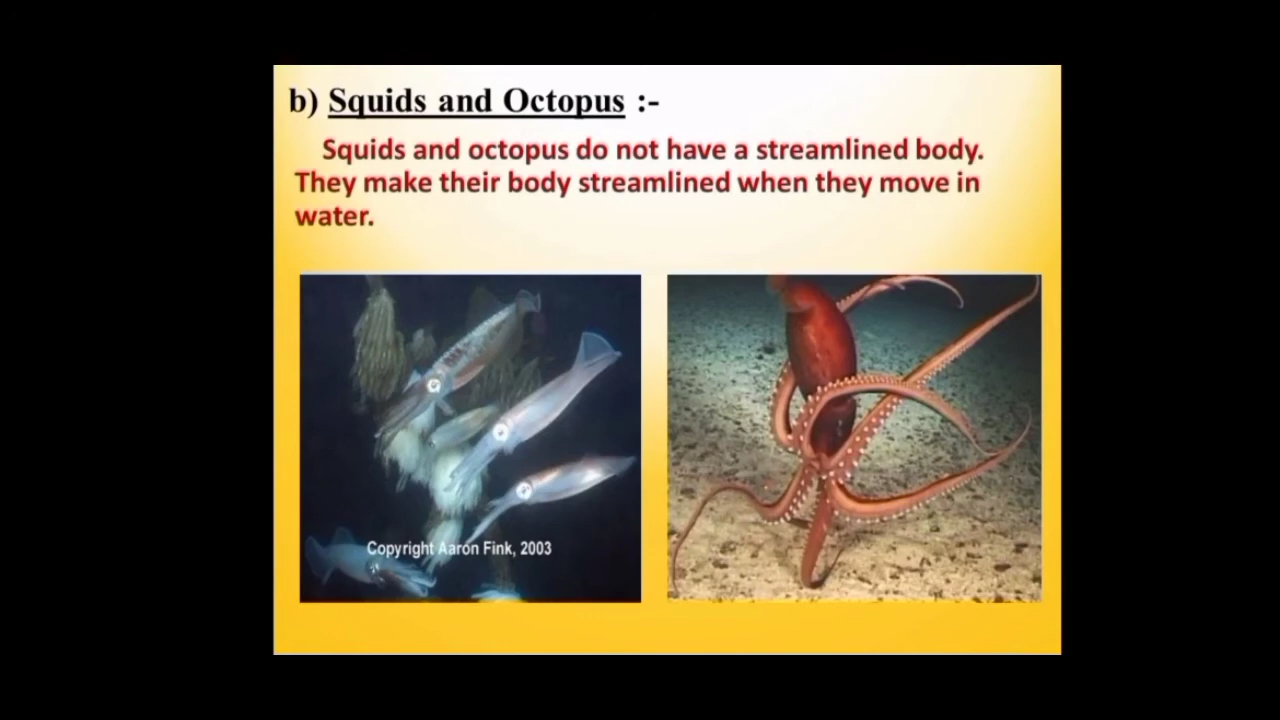 b) Squids and Octopus :-
Squids and octopus do not have a streamlined body.
They make their body streamlined when they move in
water.
Copyright Aaron Fink, 2003